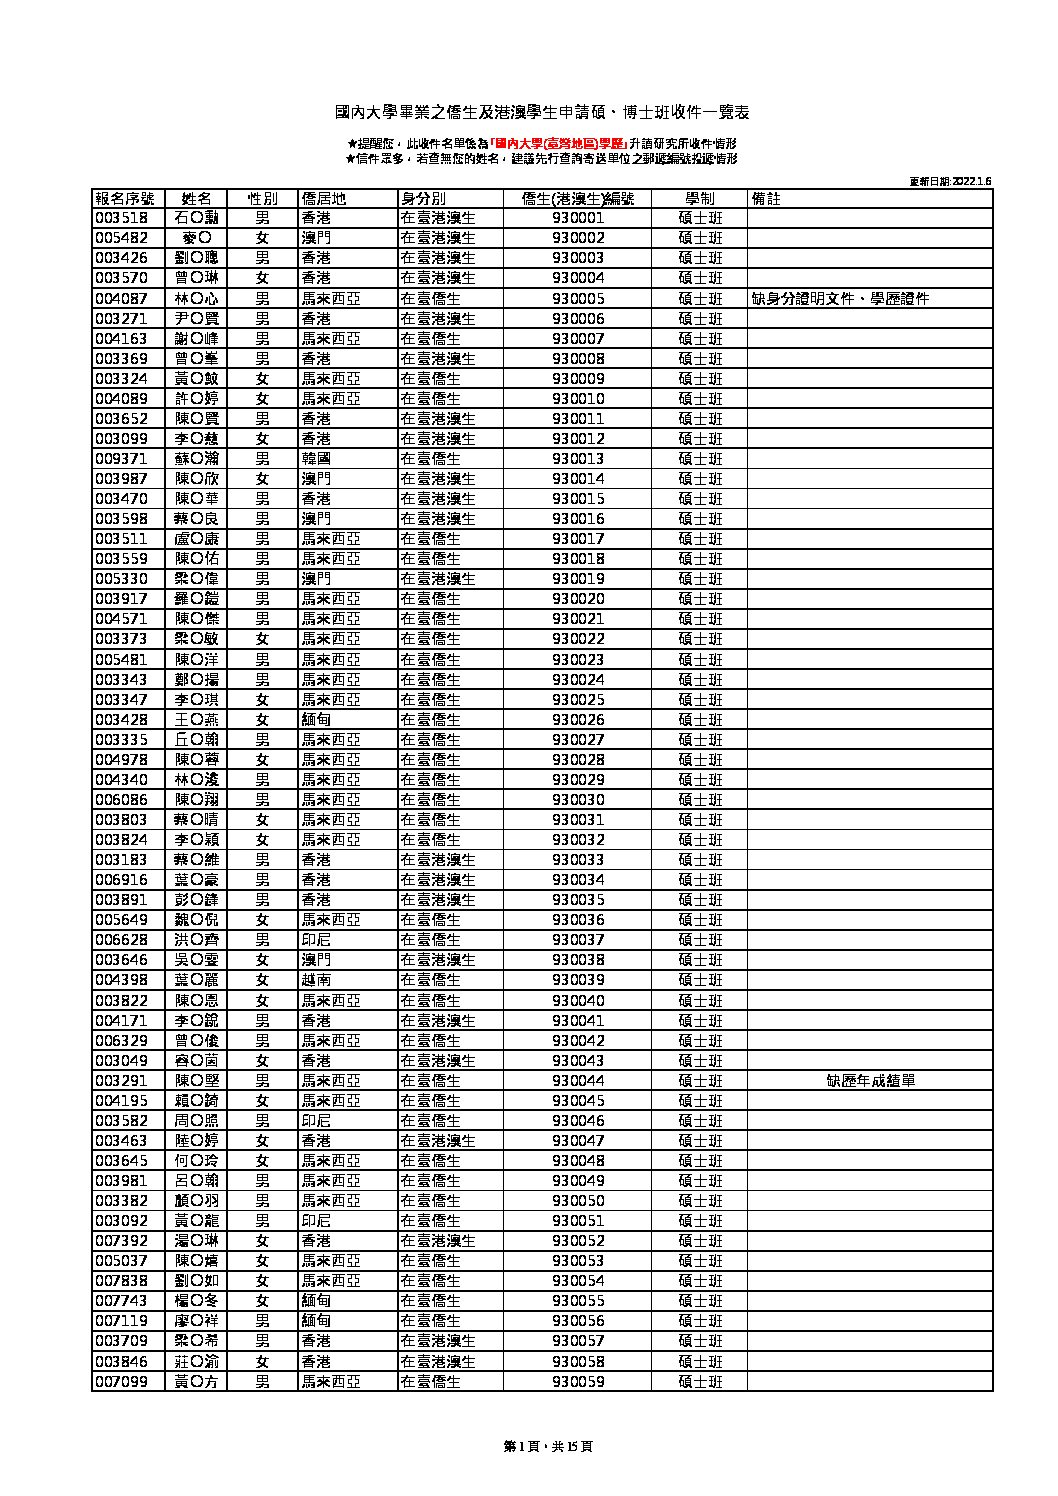 國內大學畢業之僑生及港澳學生申請碩、博士班收件一覽表
★提醒您，此收件名單係為「國內大學(臺灣地區)學歷」升讀研究所收件情形
★信件眾多，若查無您的姓名，建議先行查詢寄送單位之郵遞編號投遞情形
更新日期:2022.1.6
報名序號 姓名 性別 僑居地 身分別 僑生(港澳生)編號 學制 備註
003518 石〇勳 男 香港 在臺港澳生 930001 碩士班
005482 麥〇 女 澳門 在臺港澳生 930002 碩士班
003426 劉〇聰 男 香港 在臺港澳生 930003 碩士班
003570 曾〇琳 女 香港 在臺港澳生 930004 碩士班
004087 林〇心 男 馬來西亞 在臺僑生 930005 碩士班 缺身分證明文件、學歷證件
003271 尹〇賢 男 香港 在臺港澳生 930006 碩士班
004163 謝〇峰 男 馬來西亞 在臺僑生 930007 碩士班
003369 曾〇峯 男 香港 在臺港澳生 930008 碩士班
003324 黃〇 女 馬來西亞 在臺僑生 930009 碩士班
004089 許〇婷 女 馬來西亞 在臺僑生 930010 碩士班
003652 陳〇賢 男 香港 在臺港澳生 930011 碩士班
003099 李〇慈 女 香港 在臺港澳生 930012 碩士班
009371 蘇〇瀚 男 韓國 在臺僑生 930013 碩士班
003987 陳〇欣 女 澳門 在臺港澳生 930014 碩士班
003470 陳〇華 男 香港 在臺港澳生 930015 碩士班
003598 蔡〇良 男 澳門 在臺港澳生 930016 碩士班
003511 盧〇康 男 馬來西亞 在臺僑生 930017 碩士班
003559 陳〇佑 男 馬來西亞 在臺僑生 930018 碩士班
005330 梁〇偉 男 澳門 在臺港澳生 930019 碩士班
003917 羅〇鎧 男 馬來西亞 在臺僑生 930020 碩士班
004571 陳〇傑 男 馬來西亞 在臺僑生 930021 碩士班
003373 梁〇敏 女 馬來西亞 在臺僑生 930022 碩士班
005481 陳〇洋 男 馬來西亞 在臺僑生 930023 碩士班
003343 鄭〇揚 男 馬來西亞 在臺僑生 930024 碩士班
003347 李〇琪 女 馬來西亞 在臺僑生 930025 碩士班
003428 王〇燕 女 緬甸 在臺僑生 930026 碩士班
003335 丘〇翰 男 馬來西亞 在臺僑生 930027 碩士班
004978 陳〇蓉 女 馬來西亞 在臺僑生 930028 碩士班
004340 林〇浚 男 馬來西亞 在臺僑生 930029 碩士班
006086 陳〇翔 男 馬來西亞 在臺僑生 930030 碩士班
003803 蔡〇晴 女 馬來西亞 在臺僑生 930031 碩士班
003824 李〇穎 女 馬來西亞 在臺僑生 930032 碩士班
003183 蔡〇維 男 香港 在臺港澳生 930033 碩士班
006916 葉〇豪 男 香港 在臺港澳生 930034 碩士班
003891 彭〇鋒 男 香港 在臺港澳生 930035 碩士班
005649 魏〇倪 女 馬來西亞 在臺僑生 930036 碩士班
006628 洪〇齊 男 印尼 在臺僑生 930037 碩士班
003646 吳〇雯 女 澳門 在臺港澳生 930038 碩士班
004398 葉〇麗 女 越南 在臺僑生 930039 碩士班
003822 陳〇恩 女 馬來西亞 在臺僑生 930040 碩士班
004171 李〇銳 男 香港 在臺港澳生 930041 碩士班
006329 曾〇俊 男 馬來西亞 在臺僑生 930042 碩士班
003049 容〇茵 女 香港 在臺港澳生 930043 碩士班
003291 陳〇堅 男 馬來西亞 在臺僑生 930044 碩士班 缺歷年成績單
004195 賴〇錡 女 馬來西亞 在臺僑生 930045 碩士班
003582 周〇照 男 印尼 在臺僑生 930046 碩士班
003463 陸〇婷 女 香港 在臺港澳生 930047 碩士班
003645 何〇玲 女 馬來西亞 在臺僑生 930048 碩士班
003981 呂〇翰 男 馬來西亞 在臺僑生 930049 碩士班
003382 顏〇羽 男 馬來西亞 在臺僑生 930050 碩士班
003092 黃〇龍 男 印尼 在臺僑生 930051 碩士班
007392 湯〇琳 女 香港 在臺港澳生 930052 碩士班
005037 陳〇嬉 女 馬來西亞 在臺僑生 930053 碩士班
007838 劉〇如 女 馬來西亞 在臺僑生 930054 碩士班
007743 楊〇冬 女 緬甸 在臺僑生 930055 碩士班
007119 廖〇祥 男 緬甸 在臺僑生 930056 碩士班
003709 梁〇希 男 香港 在臺港澳生 930057 碩士班
003846 莊〇渝 女 香港 在臺港澳生 930058 碩士班
007099 黃〇方 男 馬來西亞 在臺僑生 930059 碩士班
第 1 頁，共 15 頁